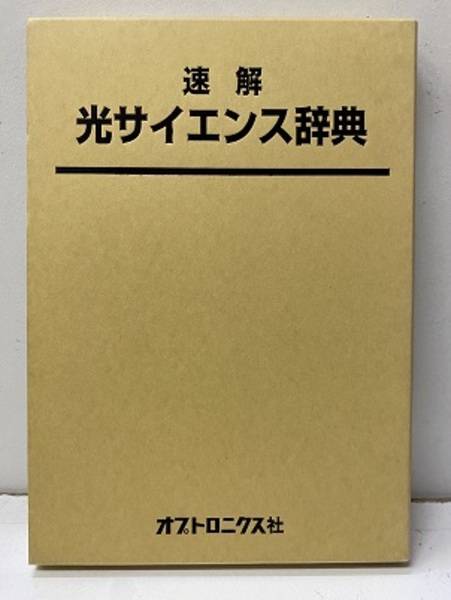 速解
光サイエンス辞典
オプトロニクス社